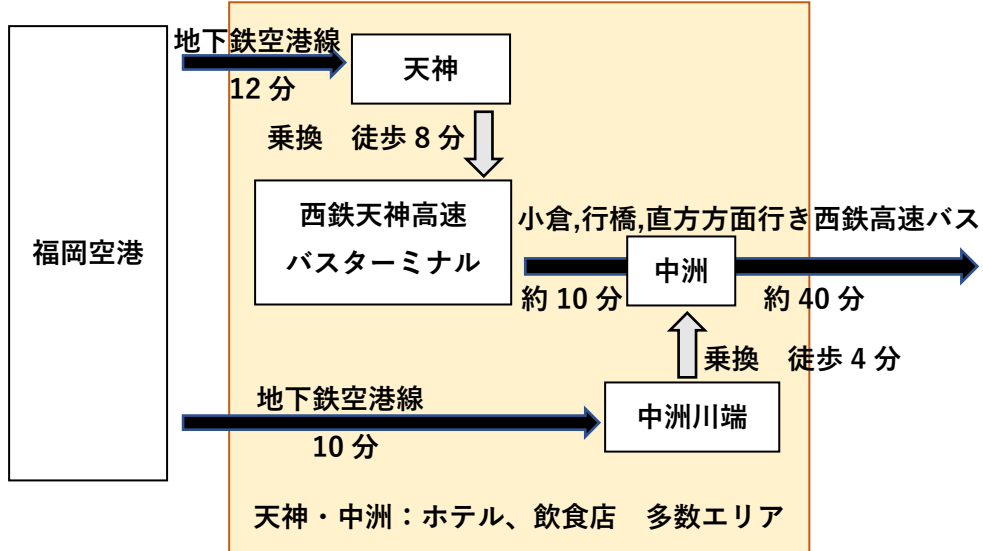 福岡空港
地下鉄空港線
12 分
天神
乗換　徒歩 8 分
西鉄天神高速
バスターミナル
小倉,行橋,直方方面行き西鉄高速バス
約 10 分
中洲
約 40 分
乗換　徒歩 4 分
地下鉄空港線
10 分
中洲川端
天神・中洲：ホテル、飲食店　多数エリア